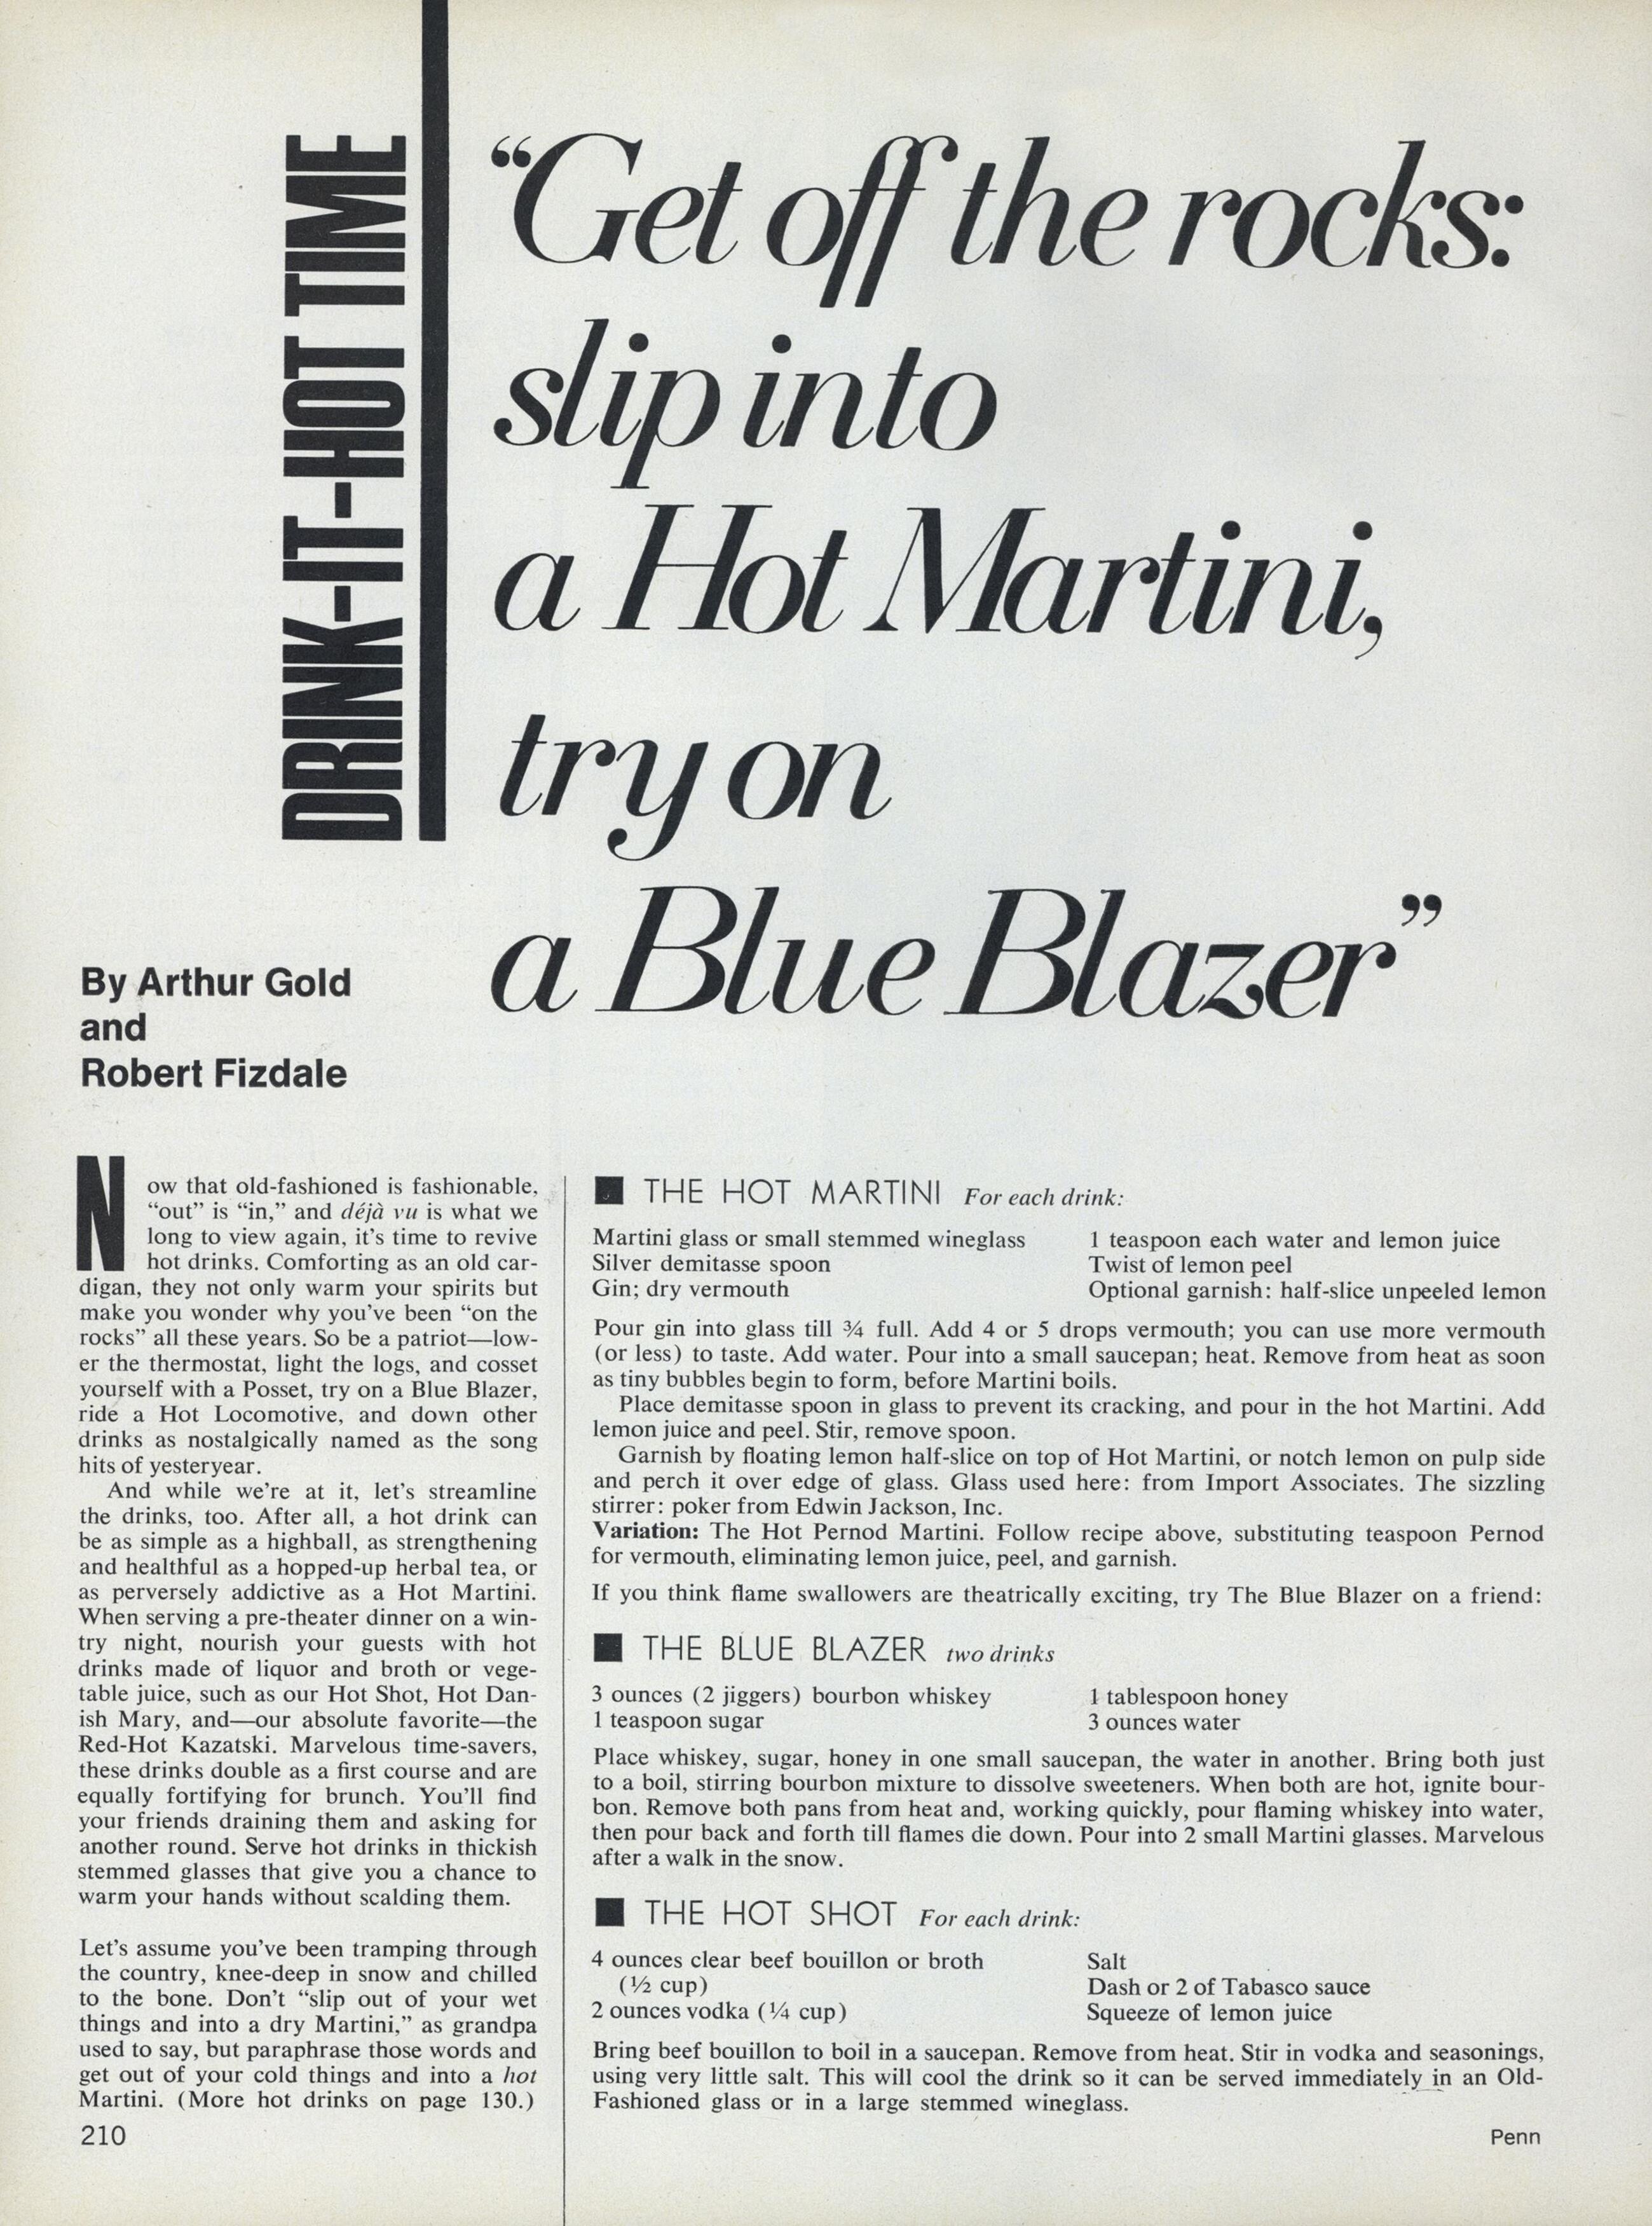 DRINK-IT-HOT TIME
“Get off the rocks:
slip into
a Hot Martini,
try on
a Blue Blazer”
By Arthur Gold
and
Robert Fizdale
Now that old-fashioned is fashionable,
“out” is “in,” and déjà vu is what we
long to view again, it’s time to revive
hot drinks. Comforting as an old car-
digan, they not only warm your spirits but
make you wonder why you’ve been “on the
rocks” all these years. So be a patriot—low-
er the thermostat, light the logs, and cosset
yourself with a Posset, try on a Blue Blazer,
ride a Hot Locomotive, and down other
drinks as nostalgically named as the song
hits of yesteryear.
And while we’re at it, let’s streamline
the drinks, too. After all, a hot drink can
be as simple as a highball, as strengthening
and healthful as a hopped-up herbal tea, or
as perversely addictive as a Hot Martini.
When serving a pre-theater dinner on a win-
try night, nourish your guests with hot
drinks made of liquor and broth or vege-
table juice, such as our Hot Shot, Hot Dan-
ish Mary, and—our absolute favorite—the
Red-Hot Kazatski. Marvelous time-savers,
these drinks double as a first course and are
equally fortifying for brunch. You’ll find
your friends draining them and asking for
another round. Serve hot drinks in thickish
stemmed glasses that give you a chance to
warm your hands without scalding them.
Let’s assume you’ve been tramping through
the country, knee-deep in snow and chilled
to the bone. Don’t “slip out of your wet
things and into a dry Martini,” as grandpa
used to say, but paraphrase those words and
get out of your cold things and into a hot
Martini. (More hot drinks on page 130.)
210
■ THE HOT MARTINI For each drink:
Martini glass or small stemmed wineglass
Silver demitasse spoon
Gin; dry vermouth
1 teaspoon each water and lemon juice
Twist of lemon peel
Optional garnish: half-slice unpeeled lemon
Pour gin into glass till ¾ full. Add 4 or 5 drops vermouth; you can use more vermouth
(or less) to taste. Add water. Pour into a small saucepan; heat. Remove from heat as soon
as tiny bubbles begin to form, before Martini boils.
Place demitasse spoon in glass to prevent its cracking, and pour in the hot Martini. Add
lemon juice and peel. Stir, remove spoon.
Garnish by floating lemon half-slice on top of Hot Martini, or notch lemon on pulp side
and perch it over edge of glass. Glass used here: from Import Associates. The sizzling
stirrer: poker from Edwin Jackson, Inc.
Variation: The Hot Pernod Martini. Follow recipe above, substituting teaspoon Pernod
for vermouth, eliminating lemon juice, peel, and garnish.
If you think flame swallowers are theatrically exciting, try The Blue Blazer on a friend:
■ THE BLUE BLAZER two drinks
3 ounces (2 jiggers) bourbon whiskey
1 teaspoon sugar
1 tablespoon honey
3 ounces water
Place whiskey, sugar, honey in one small saucepan, the water in another. Bring both just
to a boil, stirring bourbon mixture to dissolve sweeteners. When both are hot, ignite bour-
bon. Remove both pans from heat and, working quickly, pour flaming whiskey into water,
then pour back and forth till flames die down. Pour into 2 small Martini glasses. Marvelous
after a walk in the snow.
■ THE HOT SHOT For each drink:
4 ounces clear beef bouillon or broth
(½ cup)
2 ounces vodka (¼ cup)
Salt
Dash or 2 of Tabasco sauce
Squeeze of lemon juice
Bring beef bouillon to boil in a saucepan. Remove from heat. Stir in vodka and seasonings,
using very little salt. This will cool the drink so it can be served immediately in an Old-
Fashioned glass or in a large stemmed wineglass.
Penn